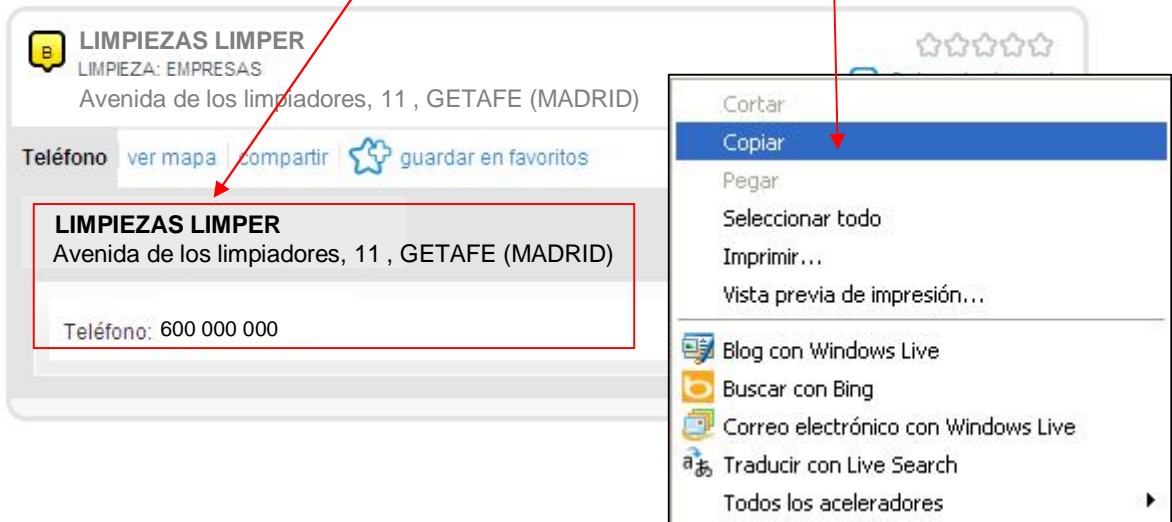 B
LIMPIEZAS LIMPER
LIMPIEZA: EMPRESAS
Avenida de los limpiadores, 11 , GETAFE (MADRID)
Teléfono ver mapa compartir guardar en favoritos
LIMPIEZAS LIMPER
Avenida de los limpiadores, 11 , GETAFE (MADRID)
Teléfono: 600 000 000
Cortar
Copiar
Pegar
Seleccionar todo
Imprimir...
Vista previa de impresión...
Blog con Windows Live
Buscar con Bing
Correo electrónico con Windows Live
Traducir con Live Search
Todos los aceleradores